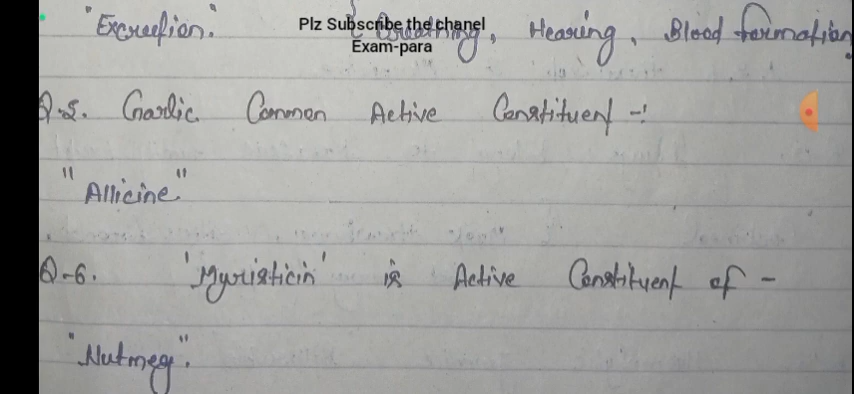 "Excreetion." Breathing, Hearing, Blood formation
Plz Subscribe the chanel
Exam-para
Q-5. Garlic Common Active Constituent -:
"Allicine"
Q-6. 'Myristicin' is Active Constituent of -
"Nutmeg".